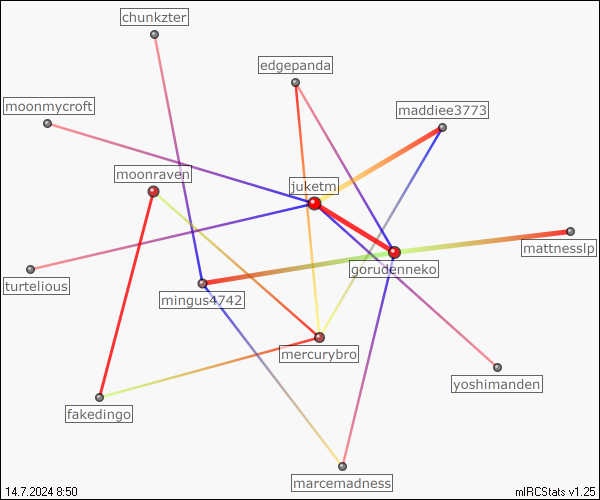 chunkzter
edgepanda
moonmycroft
maddiee3773
moonraven
juketm
mattnesslp
gorudenneko
turtelious
mingus4742
mercurybro
yoshimanden
fakedingo
marcemadness
14.7.2024 8:50
mIRCStats v1.25